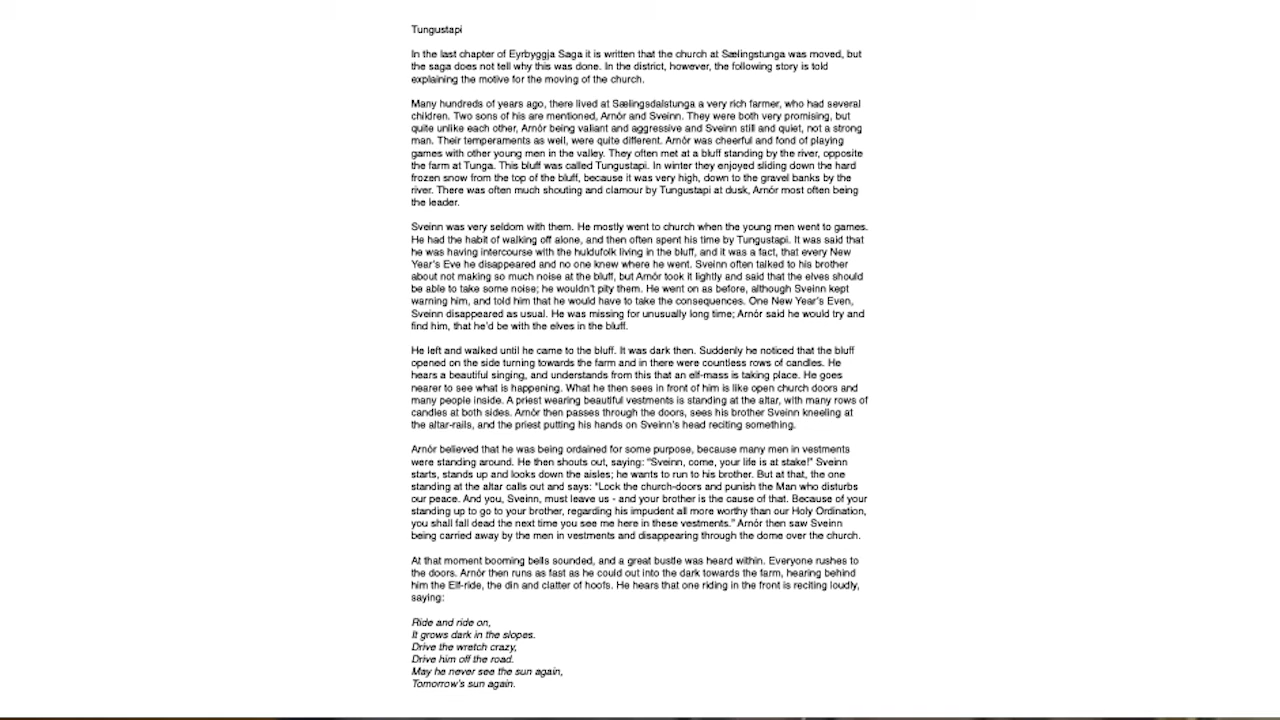 Tungustapi
In the last chapter of Eyrbyggja Saga it is written that the church at Sælingstunga was moved, but
the saga does not tell why this was done. In the district, however, the following story is told
explaining the motive for the moving of the church.
Many hundreds of years ago, there lived at Sælingsdalstunga a very rich farmer, who had several
children. Two sons of his are mentioned, Arnór and Sveinn. They were both very promising, but
quite unlike each other, Arnór being valiant and aggressive and Sveinn still and quiet, not a strong
man. Their temperaments as well, were quite different. Arnór was cheerful and fond of playing
games with other young men in the valley. They often met at a bluff standing by the river, opposite
the farm at Tunga. This bluff was called Tungustapi. In winter they enjoyed sliding down the hard
frozen snow from the top of the bluff, because it was very high, down to the gravel banks by the
river. There was often much shouting and clamour by Tungustapi at dusk, Arnór most often being
the leader.
Sveinn was very seldom with them. He mostly went to church when the young men went to games.
He had the habit of walking off alone, and then often spent his time by Tungustapi. It was said that
he was having intercourse with the huldufolk living in the bluff, and it was a fact, that every New
Year's Eve he disappeared and no one knew where he went. Sveinn often talked to his brother
about not making so much noise at the bluff, but Arnór took it lightly and said that the elves should
be able to take some noise; he wouldn't pity them. He went on as before, although Sveinn kept
warning him, and told him that he would have to take the consequences. One New Year's Even,
Sveinn disappeared as usual. He was missing for unusually long time; Arnór said he would try and
find him, that he'd be with the elves in the bluff.
He left and walked until he came to the bluff. It was dark then. Suddenly he noticed that the bluff
opened on the side turning towards the farm and in there were countless rows of candles. He
hears a beautiful singing, and understands from this that an elf-mass is taking place. He goes
nearer to see what is happening. What he then sees in front of him is like open church doors and
many people inside. A priest wearing beautiful vestments is standing at the altar, with many rows of
candles at both sides. Arnór then passes through the doors, sees his brother Sveinn kneeling at
the altar-rails, and the priest putting his hands on Sveinn's head reciting something.
Arnór believed that he was being ordained for some purpose, because many men in vestments
were standing around. He then shouts out, saying: "Sveinn, come, your life is at stake!" Sveinn
starts, stands up and looks down the aisles; he wants to run to his brother. But at that, the one
standing at the altar calls out and says: "Lock the church-doors and punish the Man who disturbs
our peace. And you, Sveinn, must leave us - and your brother is the cause of that. Because of your
standing up to go to your brother, regarding his impudent all more worthy than our Holy Ordination,
you shall fall dead the next time you see me here in these vestments." Arnór then saw Sveinn
being carried away by the men in vestments and disappearing through the dome over the church.
At that moment booming bells sounded, and a great bustle was heard within. Everyone rushes to
the doors. Arnór then runs as fast as he could out into the dark towards the farm, hearing behind
him the Elf-ride, the din and clatter of hoofs. He hears that one riding in the front is reciting loudly,
saying:
Ride and ride on,
It grows dark in the slopes.
Drive the wretch crazy,
Drive him off the road.
May he never see the sun again,
Tomorrow's sun again.